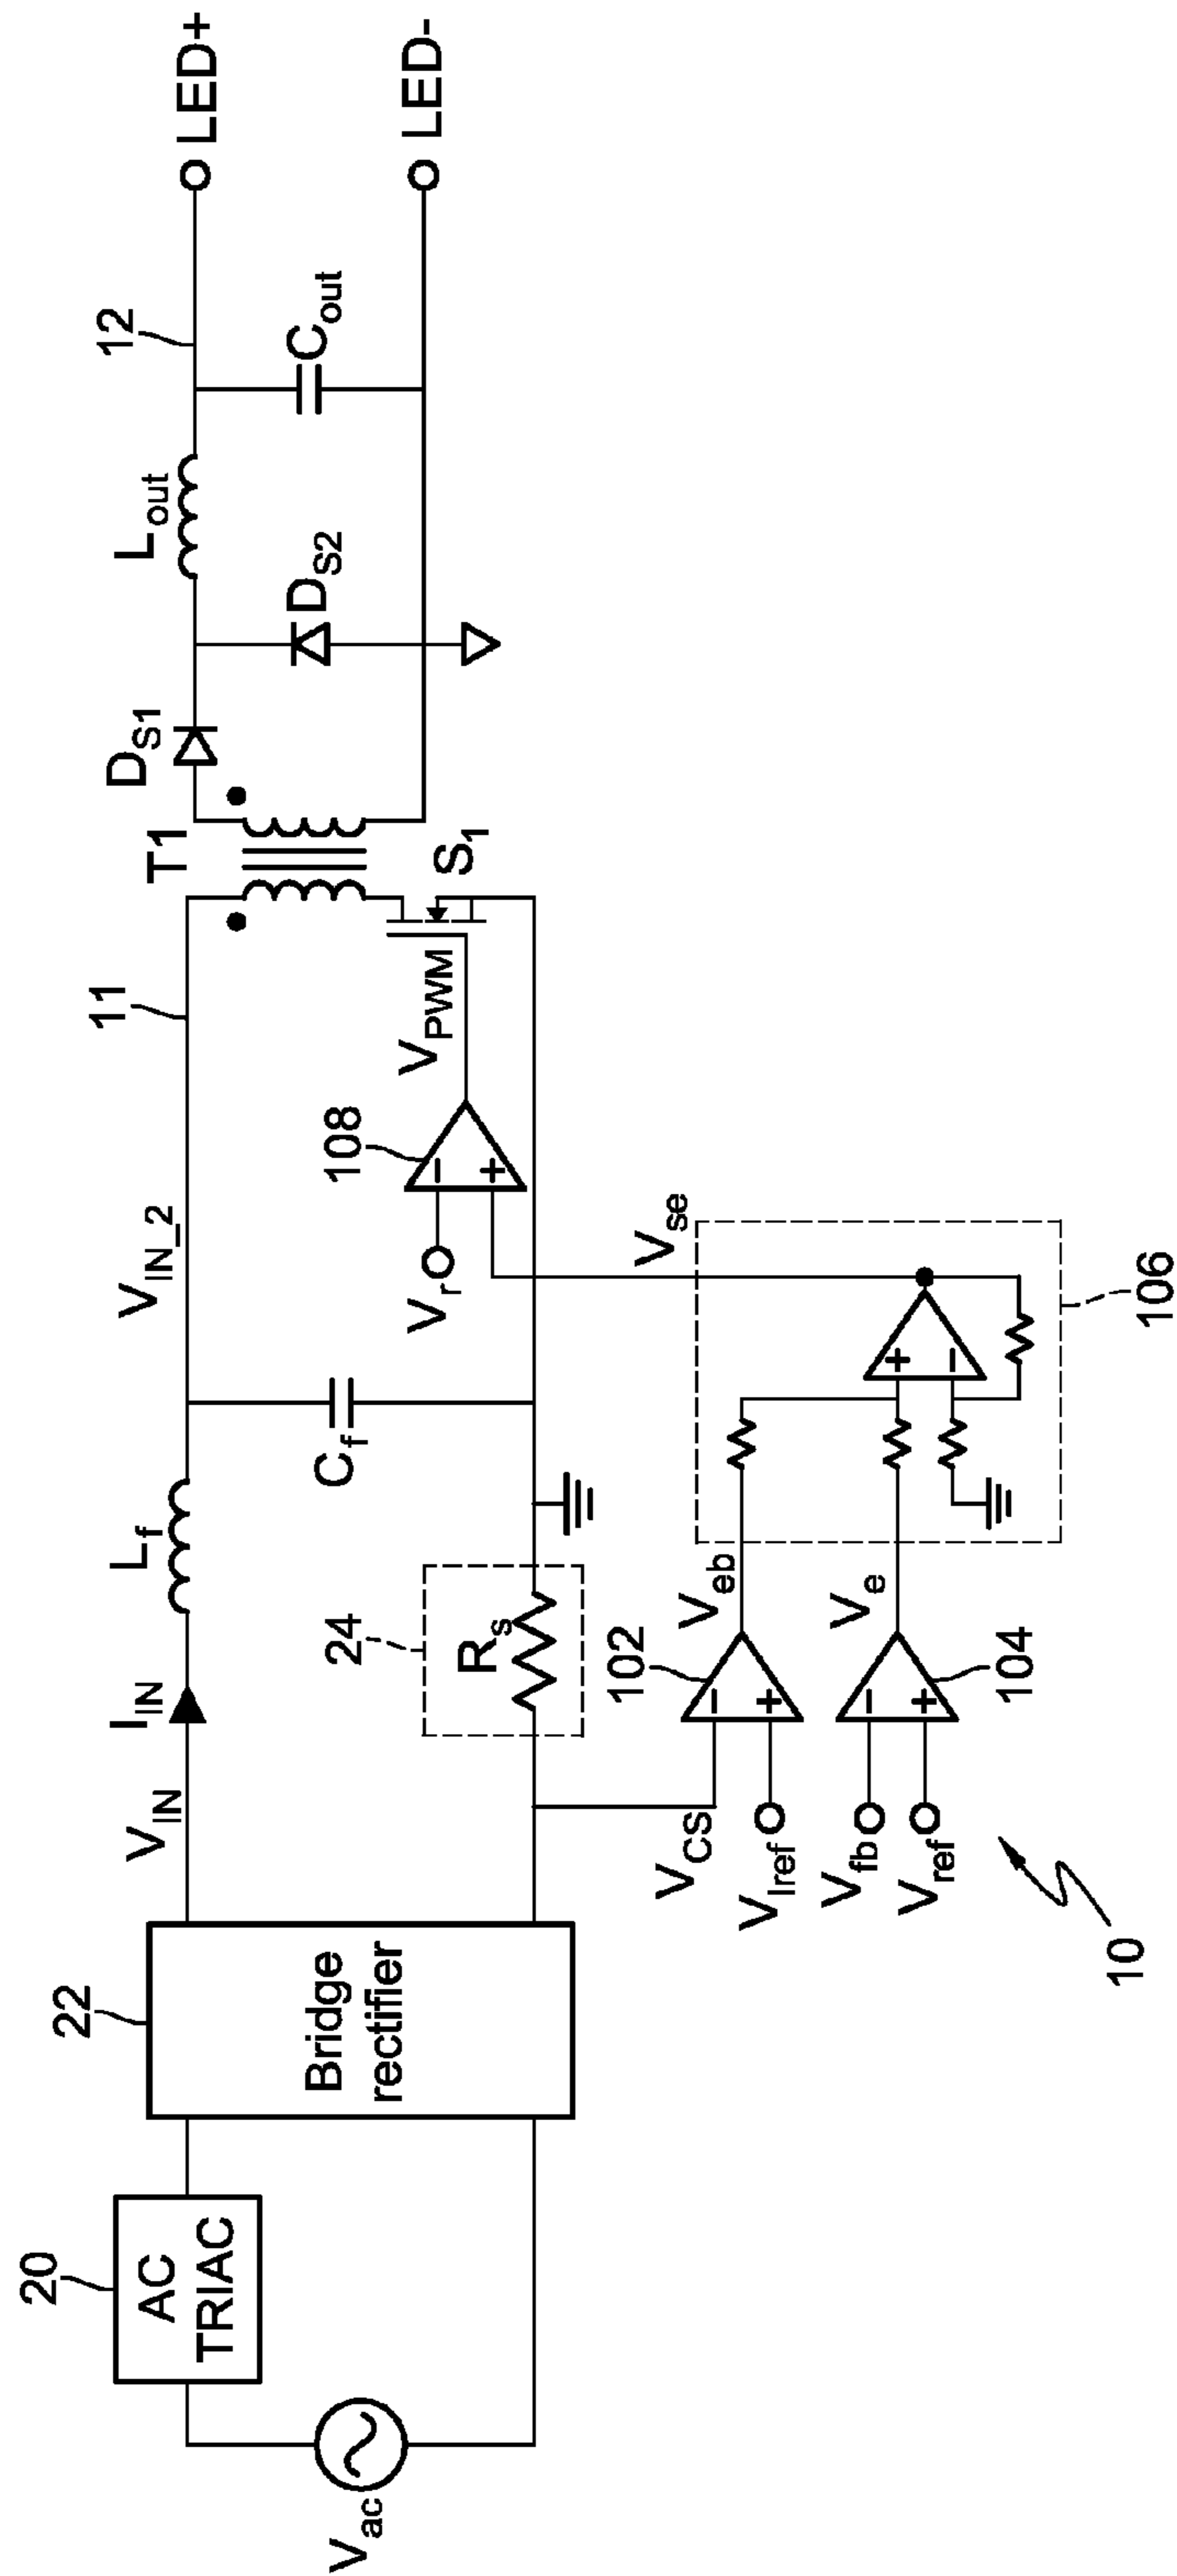 V_ac
20
AC
TRIAC
22
Bridge
rectifier
V_IN
I_IN
L_f
V_IN_2
11
T1
D_S1
L_out
12
LED+
C_f
24
R_s
V_r
108
-
+
V_PWM
S_1
D_S2
C_out
LED-
V_CS
V_Iref
102
-
+
V_eb
V_se
V_fb
V_ref
104
-
+
V_e
+
-
106
10